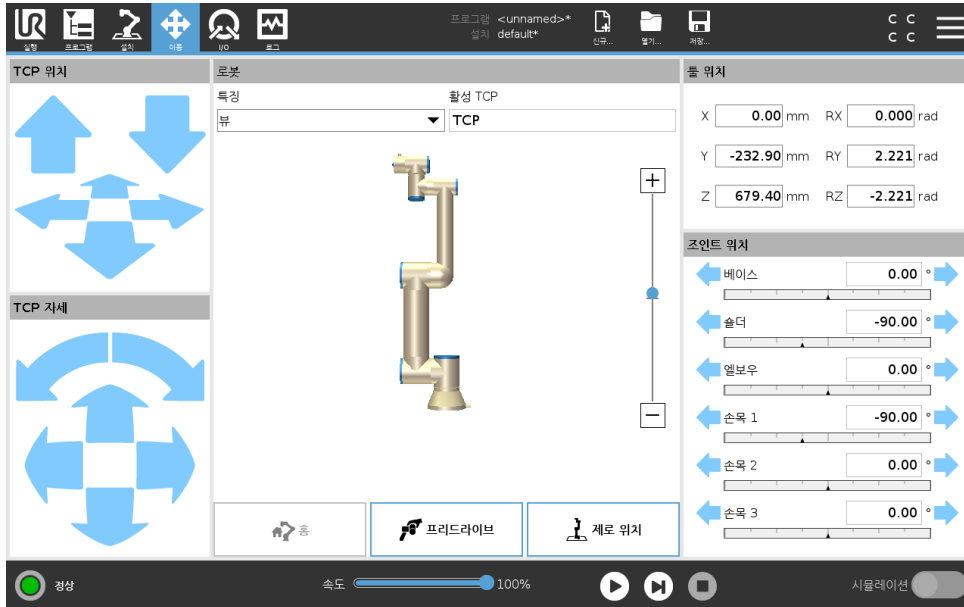 UR
실행
프로그램
설치
이동
I/O
로그
프로그램 <unnamed>*
설치 default*
신규...
열기...
저장...
C C
C C
TCP 위치
로봇
툴 위치
특징
활성 TCP
뷰
TCP
X 0.00 mm RX 0.000 rad
Y -232.90 mm RY 2.221 rad
Z 679.40 mm RZ -2.221 rad
조인트 위치
베이스 0.00 °
숄더 -90.00 °
엘보우 0.00 °
손목 1 -90.00 °
손목 2 0.00 °
손목 3 0.00 °
TCP 자세
홈
프리드라이브
제로 위치
정상
속도 100%
시뮬레이션